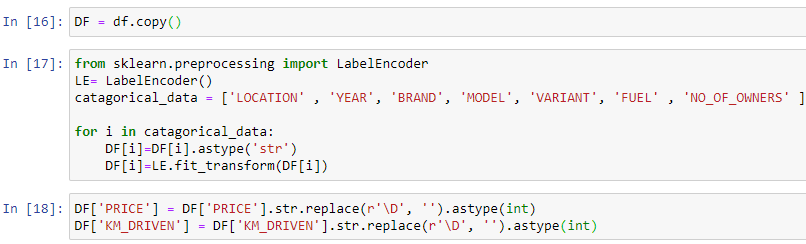 In [16]: DF = df.copy()
In [17]: from sklearn.preprocessing import LabelEncoder
LE= LabelEncoder()
catagorical_data = ['LOCATION' , 'YEAR', 'BRAND', 'MODEL', 'VARIANT', 'FUEL' , 'NO_OF_OWNERS' ]
for i in catagorical_data:
    DF[i]=DF[i].astype('str')
    DF[i]=LE.fit_transform(DF[i])
In [18]: DF['PRICE'] = DF['PRICE'].str.replace(r'\D', '').astype(int)
DF['KM_DRIVEN'] = DF['KM_DRIVEN'].str.replace(r'\D', '').astype(int)